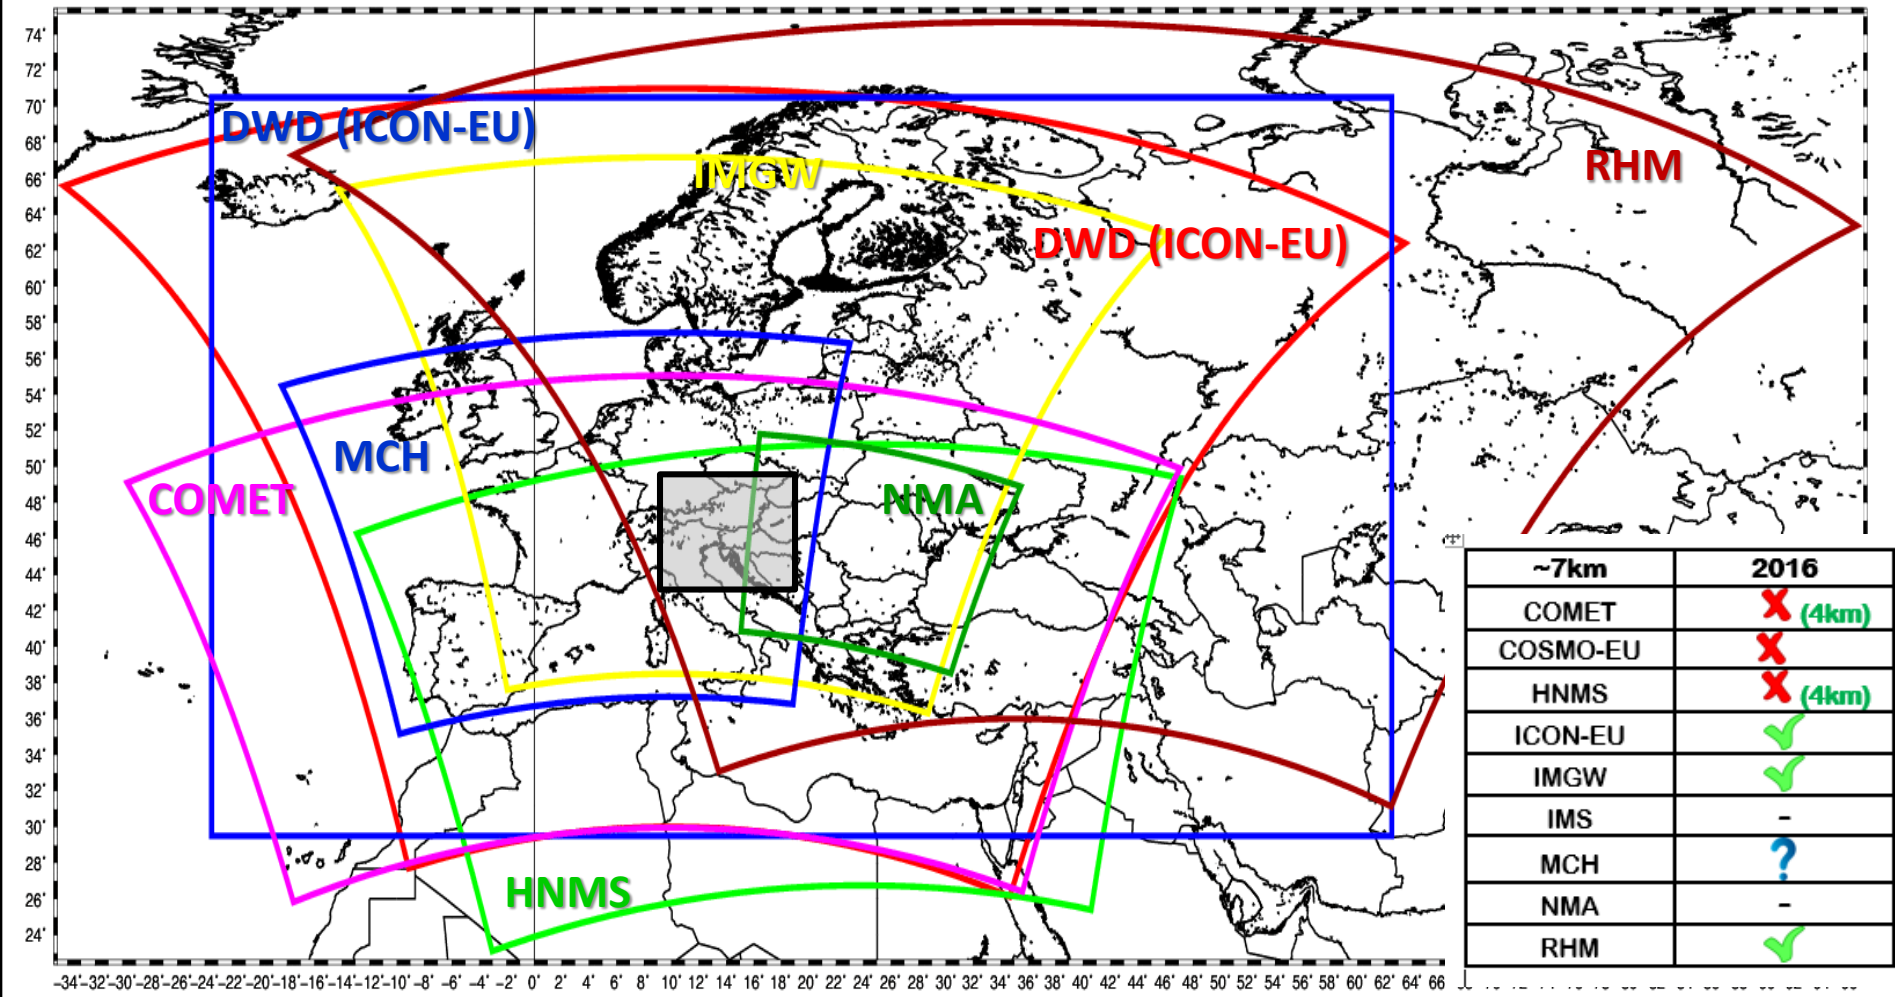 74'
72'
70'
68'
66'
64'
62'
60'
58'
56'
54'
52'
50'
48'
46'
44'
42'
40'
38'
36'
34'
32'
30'
28'
26'
24'
DWD (ICON-EU)
IMGW
RHM
DWD (ICON-EU)
MCH
COMET
NMA
HNMS
~7km 2016
COMET ✘ (4km)
COSMO-EU ✘
HNMS ✘ (4km)
ICON-EU ✓
IMGW ✓
IMS -
MCH ?
NMA -
RHM ✓
-34'-32'-30'-28'-26'-24'-22'-20'-18'-16'-14'-12'-10' -8' -6' -4' -2' 0' 2' 4' 6' 8' 10' 12' 14' 16' 18' 20' 22' 24' 26' 28' 30' 32' 34' 36' 38' 40' 42' 44' 46' 48' 50' 52' 54' 56' 58' 60' 62' 64' 66'